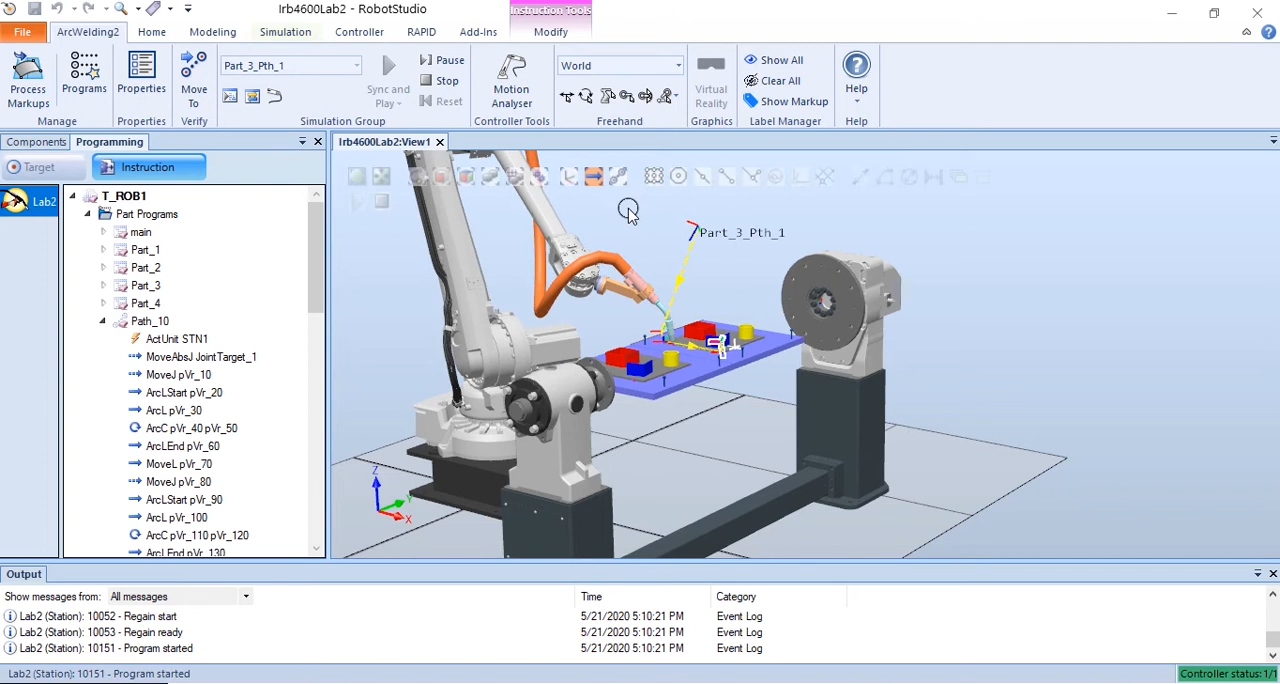 Irb4600Lab2 - RobotStudio
Instruction Tools
File ArcWelding2 Home Modeling Simulation Controller RAPID Add-Ins Modify
Process Markups
Programs
Manage
Properties
Properties
Move To
Verify
Part_3_Pth_1
Sync and Play
Pause
Stop
Reset
Simulation Group
Motion Analyser
Controller Tools
World
Freehand
Virtual Reality
Graphics
Show All
Clear All
Show Markup
Label Manager
Help
Help
Components Programming
Irb4600Lab2:View1
Target Instruction
Lab2
T_ROB1
Part Programs
main
Part_1
Part_2
Part_3
Part_4
Path_10
ActUnit STN1
MoveAbsJ JointTarget_1
MoveJ pVr_10
ArcLStart pVr_20
ArcL pVr_30
ArcC pVr_40 pVr_50
ArcLEnd pVr_60
MoveL pVr_70
MoveJ pVr_80
ArcLStart pVr_90
ArcL pVr_100
ArcC pVr_110 pVr_120
ArcLEnd pVr_130
Part_3_Pth_1
Z
Y
X
Output
Show messages from: All messages Time Category
Lab2 (Station): 10052 - Regain start 5/21/2020 5:10:21 PM Event Log
Lab2 (Station): 10053 - Regain ready 5/21/2020 5:10:21 PM Event Log
Lab2 (Station): 10151 - Program started 5/21/2020 5:10:21 PM Event Log
Lab2 (Station): 10151 - Program started
Controller status: 1/1